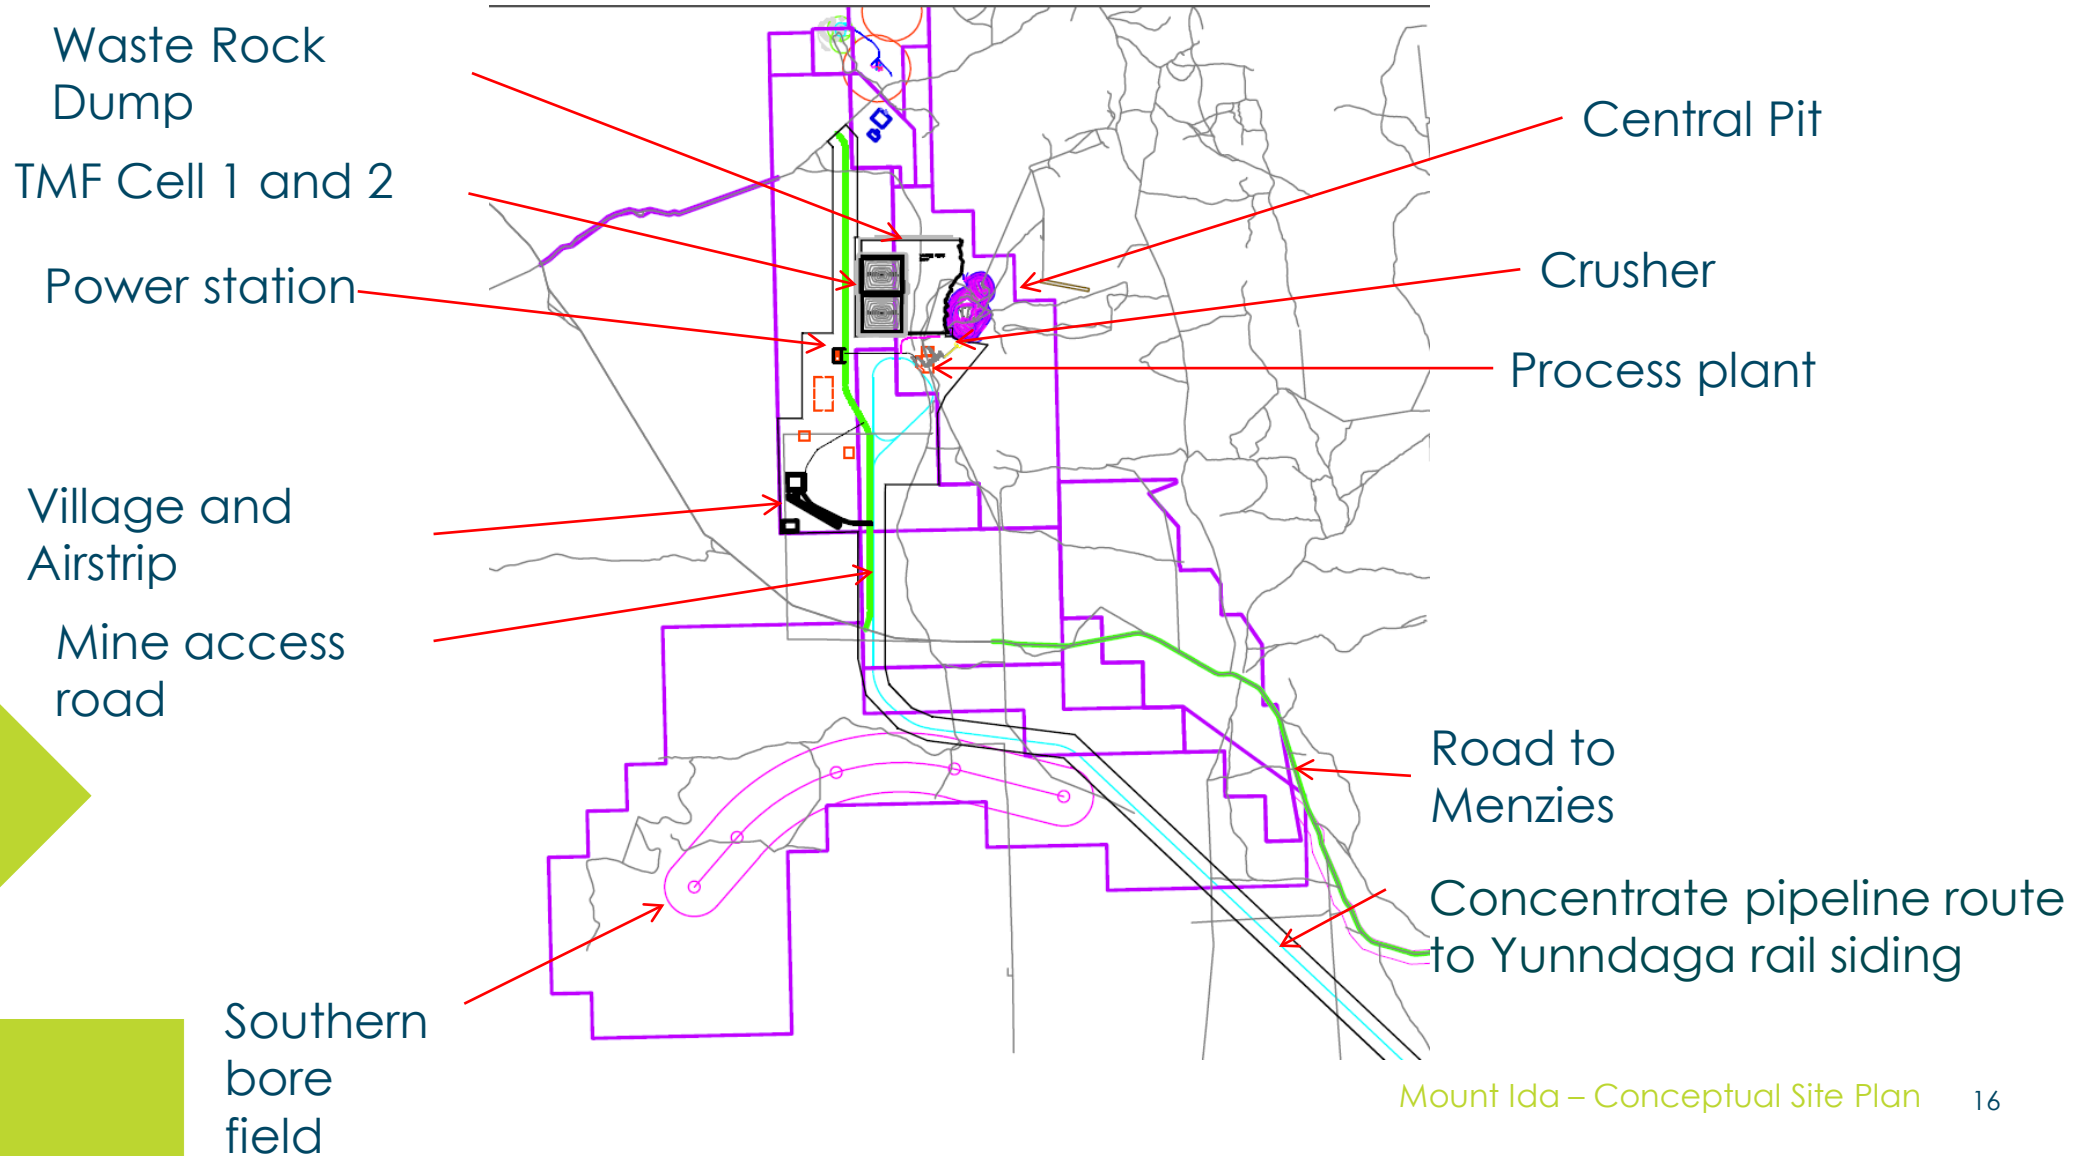 Waste Rock
Dump
TMF Cell 1 and 2
Power station
Village and
Airstrip
Mine access
road
Southern
bore
field
Central Pit
Crusher
Process plant
Road to
Menzies
Concentrate pipeline route
to Yunndaga rail siding
Mount Ida – Conceptual Site Plan
16